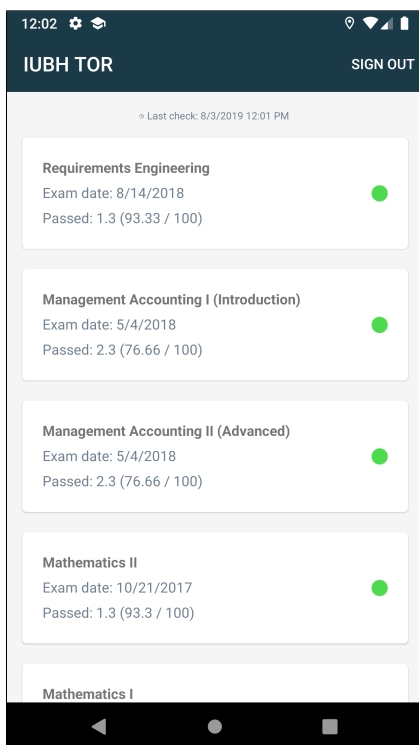 12:02
IUBH TOR
SIGN OUT
Last check: 8/3/2019 12:01 PM
Requirements Engineering
Exam date: 8/14/2018
Passed: 1.3 (93.33 / 100)
Management Accounting I (Introduction)
Exam date: 5/4/2018
Passed: 2.3 (76.66 / 100)
Management Accounting II (Advanced)
Exam date: 5/4/2018
Passed: 2.3 (76.66 / 100)
Mathematics II
Exam date: 10/21/2017
Passed: 1.3 (93.3 / 100)
Mathematics I